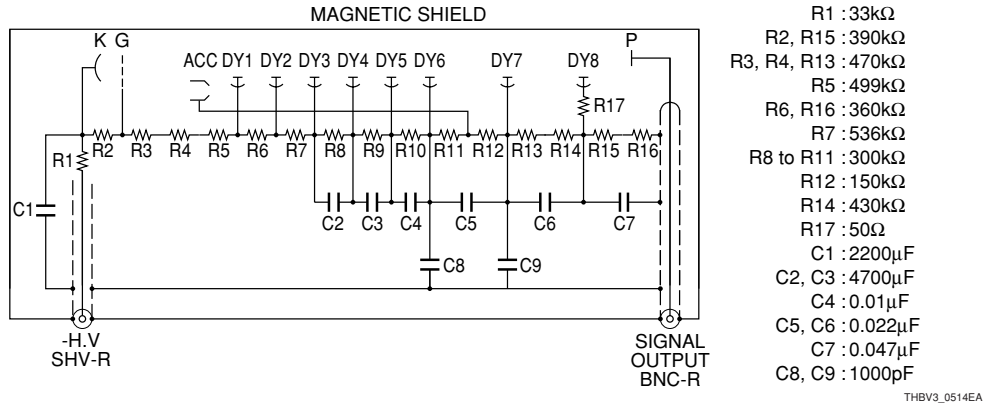 MAGNETIC SHIELD
K G
ACC DY1 DY2 DY3 DY4 DY5 DY6 DY7 DY8 P
R17
R2 R3 R4 R5 R6 R7 R8 R9 R10 R11 R12 R13 R14 R15 R16
R1
C1
C2 C3 C4 C5 C6 C7
C8 C9
-H.V
SHV-R
SIGNAL
OUTPUT
BNC-R
R1 : 33kΩ
R2, R15 : 390kΩ
R3, R4, R13 : 470kΩ
R5 : 499kΩ
R6, R16 : 360kΩ
R7 : 536kΩ
R8 to R11 : 300kΩ
R12 : 150kΩ
R14 : 430kΩ
R17 : 50Ω
C1 : 2200μF
C2, C3 : 4700μF
C4 : 0.01μF
C5, C6 : 0.022μF
C7 : 0.047μF
C8, C9 : 1000pF
THBV3_0514EA